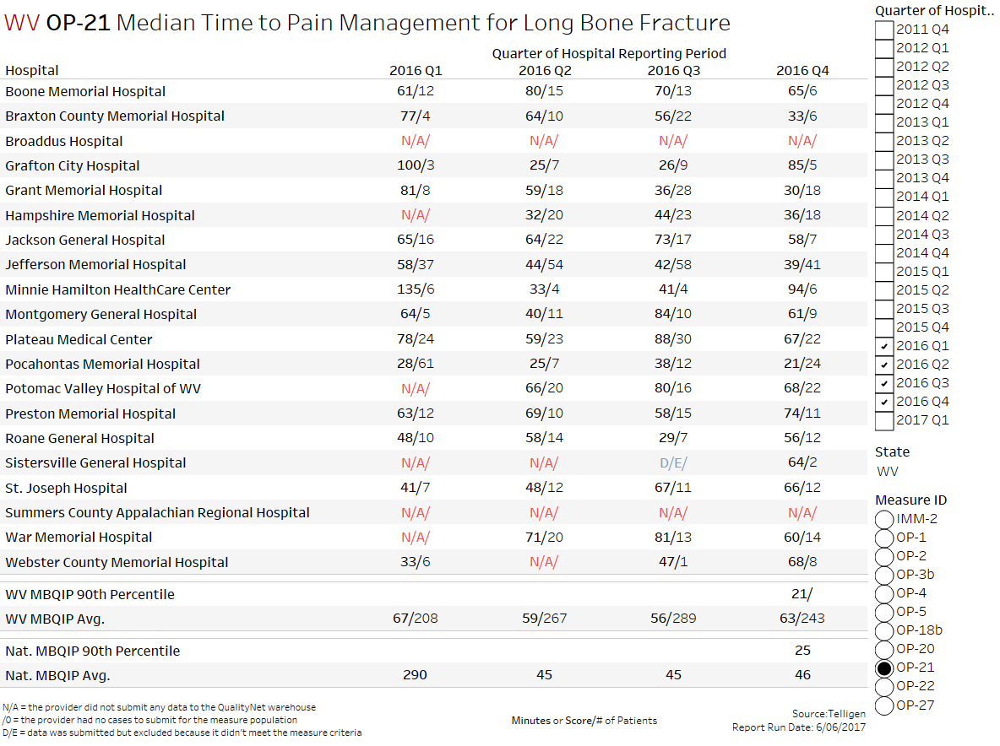 WV OP-21 Median Time to Pain Management for Long Bone Fracture
Quarter of Hospital Reporting Period
Hospital 2016 Q1 2016 Q2 2016 Q3 2016 Q4
Boone Memorial Hospital 61/12 80/15 70/13 65/6
Braxton County Memorial Hospital 77/4 64/10 56/22 33/6
Broaddus Hospital N/A/ N/A/ N/A/ N/A/
Grafton City Hospital 100/3 25/7 26/9 85/5
Grant Memorial Hospital 81/8 59/18 36/28 30/18
Hampshire Memorial Hospital N/A/ 32/20 44/23 36/18
Jackson General Hospital 65/16 64/22 73/17 58/7
Jefferson Memorial Hospital 58/37 44/54 42/58 39/41
Minnie Hamilton HealthCare Center 135/6 33/4 41/4 94/6
Montgomery General Hospital 64/5 40/11 84/10 61/9
Plateau Medical Center 78/24 59/23 88/30 67/22
Pocahontas Memorial Hospital 28/61 25/7 38/12 21/24
Potomac Valley Hospital of WV N/A/ 66/20 80/16 68/22
Preston Memorial Hospital 63/12 69/10 58/15 74/11
Roane General Hospital 48/10 58/14 29/7 56/12
Sistersville General Hospital N/A/ N/A/ D/E/ 64/2
St. Joseph Hospital 41/7 48/12 67/11 66/12
Summers County Appalachian Regional Hospital N/A/ N/A/ N/A/ N/A/
War Memorial Hospital N/A/ 71/20 81/13 60/14
Webster County Memorial Hospital 33/6 N/A/ 47/1 68/8
WV MBQIP 90th Percentile 21/
WV MBQIP Avg. 67/208 59/267 56/289 63/243
Nat. MBQIP 90th Percentile 25
Nat. MBQIP Avg. 290 45 45 46
N/A = the provider did not submit any data to the QualityNet warehouse
/0 = the provider had no cases to submit for the measure population
D/E = data was submitted but excluded because it didn't meet the measure criteria
Minutes or Score/# of Patients
Source:Telligen
Report Run Date: 6/06/2017
Quarter of Hospit..
2011 Q4
2012 Q1
2012 Q2
2012 Q3
2012 Q4
2013 Q1
2013 Q2
2013 Q3
2013 Q4
2014 Q1
2014 Q2
2014 Q3
2014 Q4
2015 Q1
2015 Q2
2015 Q3
2015 Q4
2016 Q1
2016 Q2
2016 Q3
2016 Q4
2017 Q1
State
WV
Measure ID
IMM-2
OP-1
OP-2
OP-3b
OP-4
OP-5
OP-18b
OP-20
OP-21
OP-22
OP-27